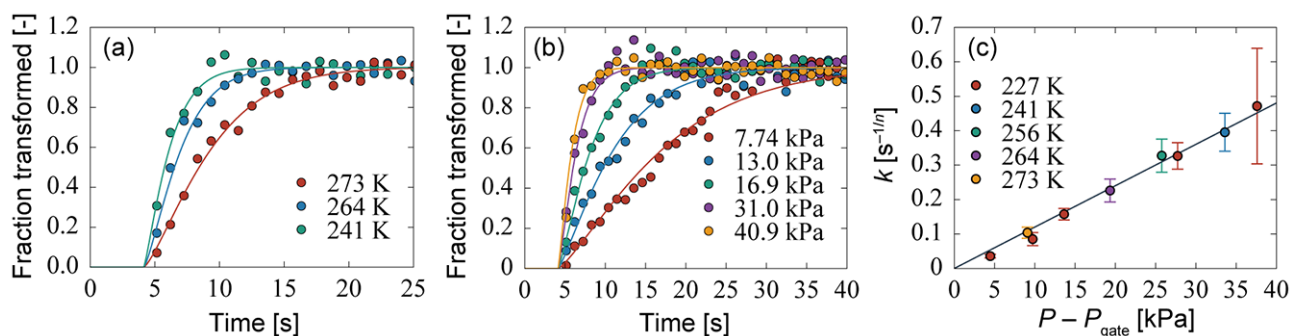 (a)
Fraction transformed [-]
1.2
1.0
0.8
0.6
0.4
0.2
0.0
273 K
264 K
241 K
0 5 10 15 20 25
Time [s]
(b)
Fraction transformed [-]
1.2
1.0
0.8
0.6
0.4
0.2
0.0
7.74 kPa
13.0 kPa
16.9 kPa
31.0 kPa
40.9 kPa
0 5 10 15 20 25 30 35 40
Time [s]
(c)
k [s⁻¹/ⁿ]
0.7
0.6
0.5
0.4
0.3
0.2
0.1
0
227 K
241 K
256 K
264 K
273 K
0 5 10 15 20 25 30 35 40
P – Pgate [kPa]